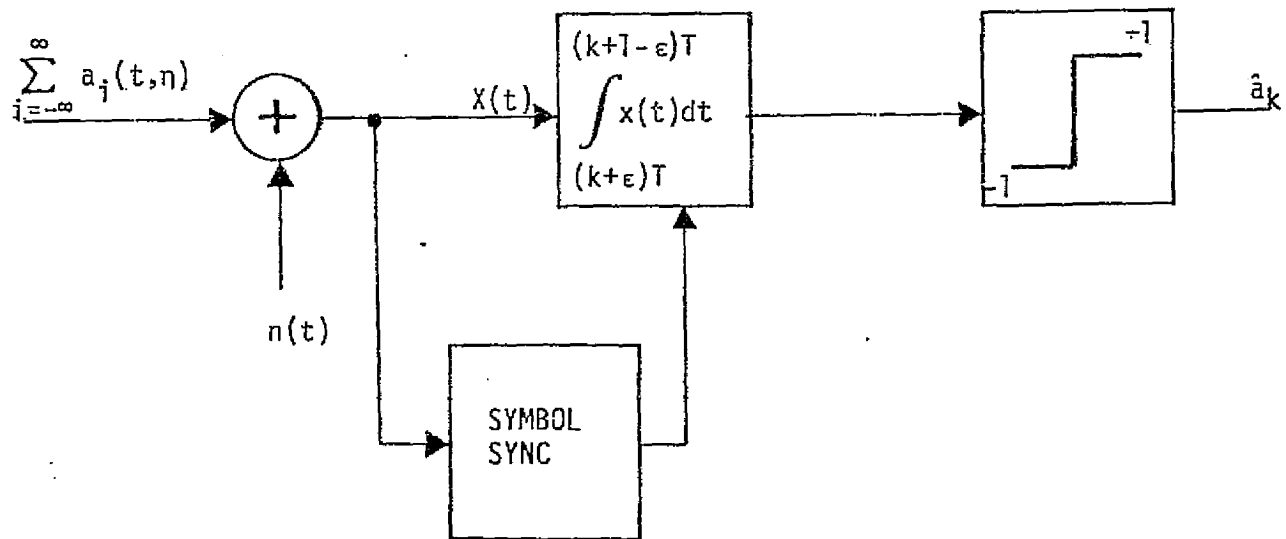 ∞
∑ a_j(t,η)
j=-∞
+
n(t)
X(t)
(k+1-ε)T
∫ x(t)dt
(k+ε)T
SYMBOL
SYNC
+1
-1
â_k